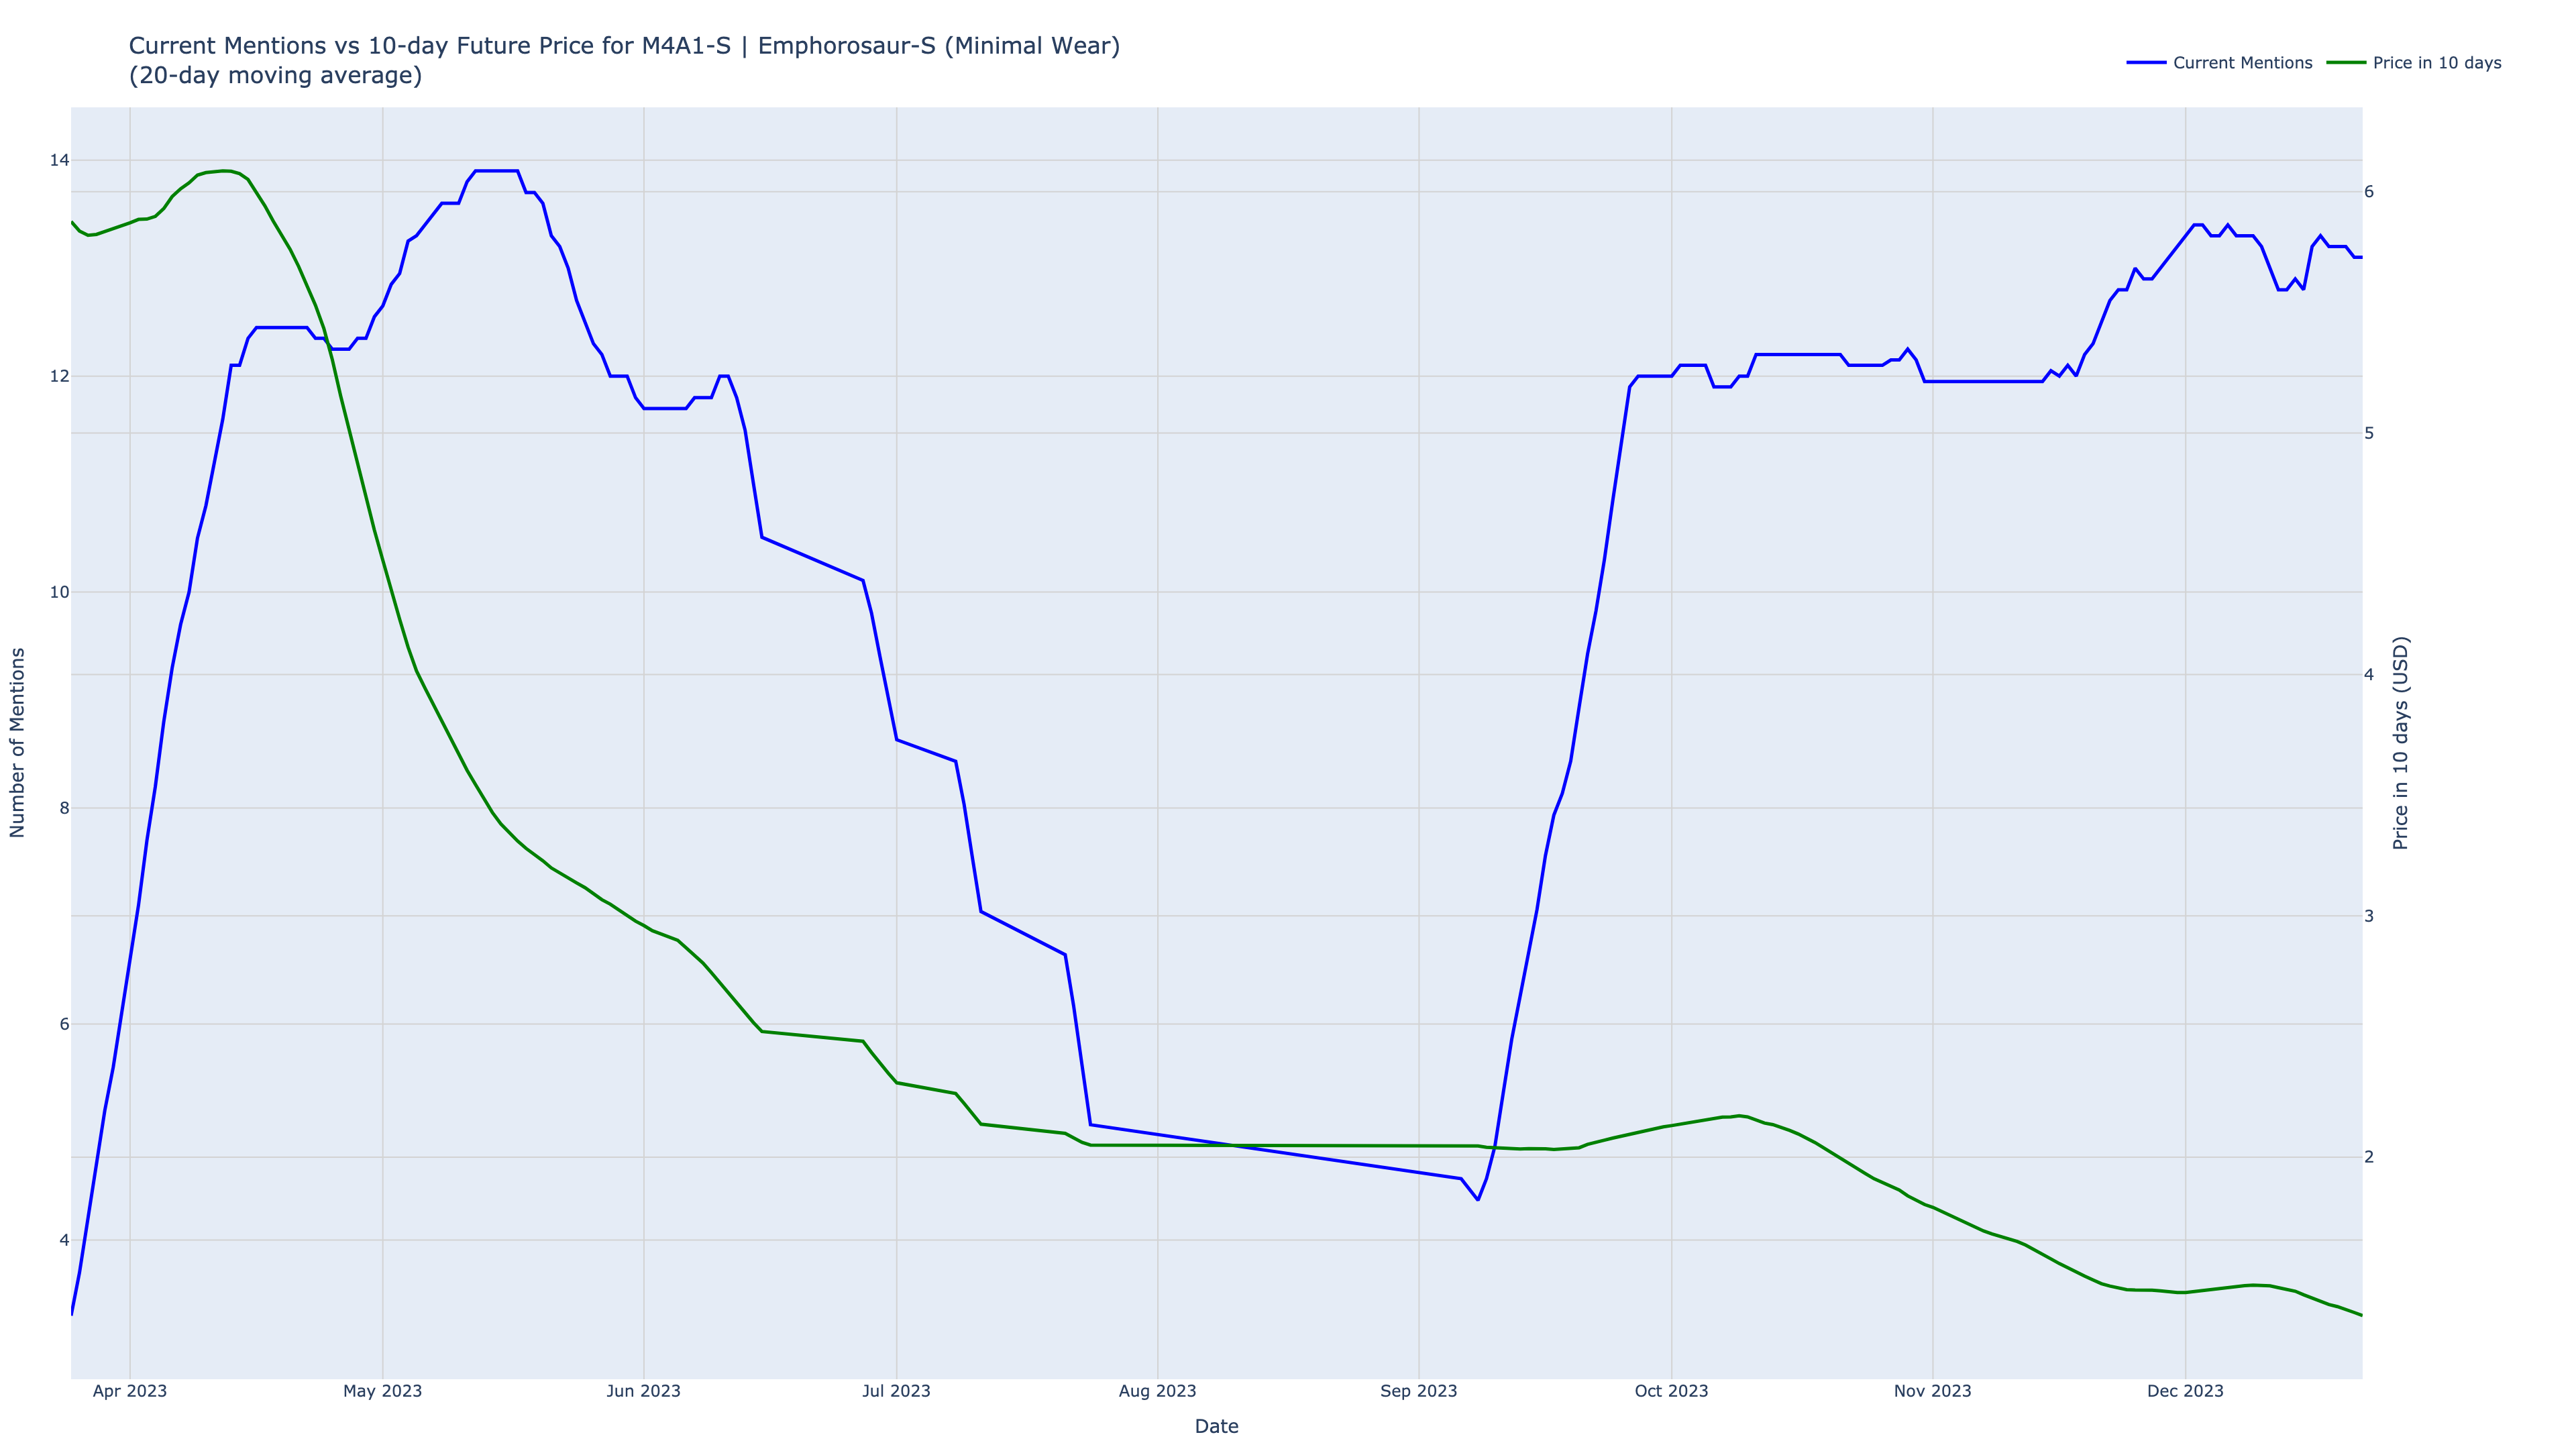 Current Mentions vs 10-day Future Price for M4A1-S | Emphorosaur-S (Minimal Wear)
(20-day moving average)
Current Mentions
Price in 10 days
14
12
10
8
6
4
Number of Mentions
6
5
4
3
2
Price in 10 days (USD)
Apr 2023
May 2023
Jun 2023
Jul 2023
Aug 2023
Sep 2023
Oct 2023
Nov 2023
Dec 2023
Date